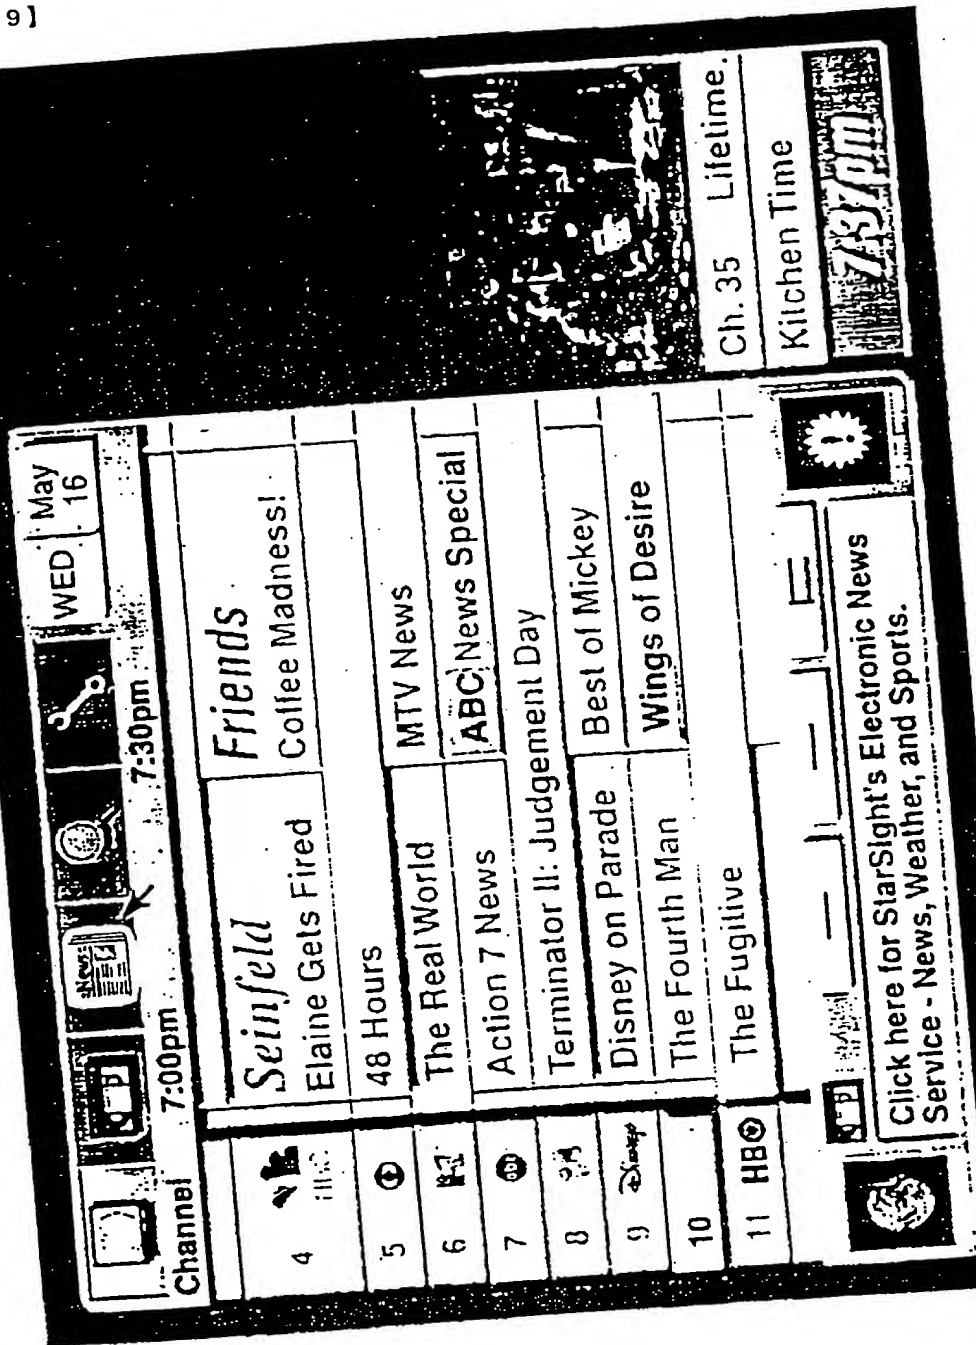 9】
WED May 16
News
Channel 7:00pm 7:30pm
4 Seinfeld Friends
Elaine Gets Fired Coffee Madness!
5 48 Hours
6 The Real World MTV News
7 abc Action 7 News ABC News Special
8 Terminator II: Judgement Day
9 Disney Disney on Parade Best of Mickey
10 The Fourth Man Wings of Desire
11 HBO The Fugitive
Click here for StarSight's Electronic News
Service - News, Weather, and Sports.
Ch. 35 Lifetime.
Kitchen Time
7:37pm